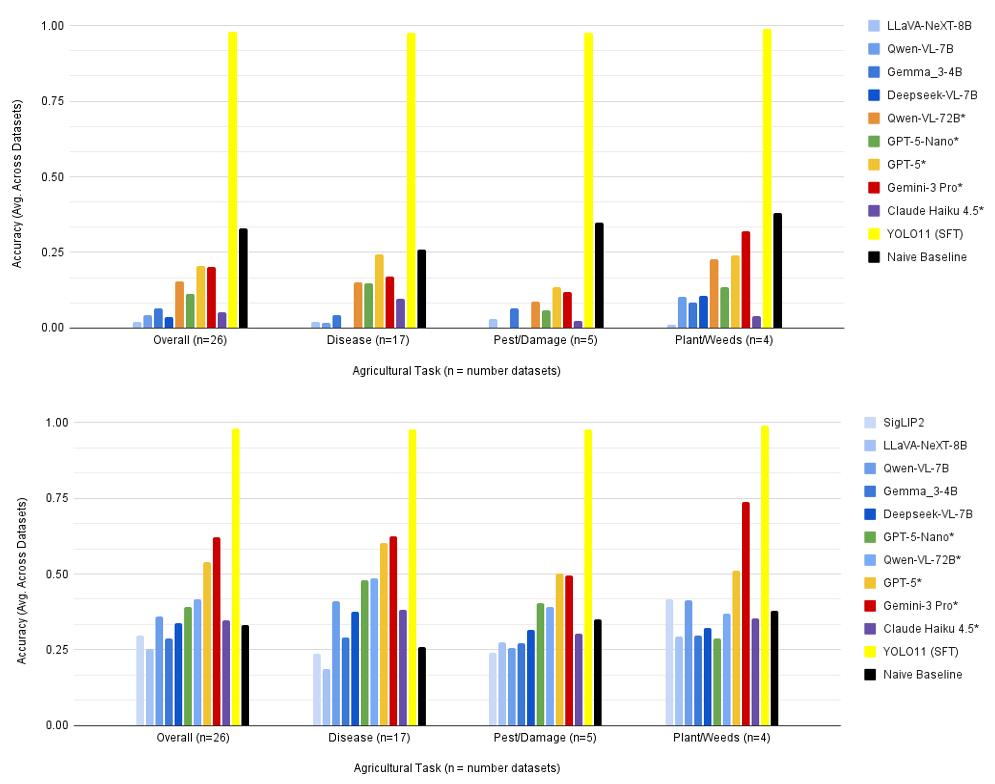 Accuracy (Avg. Across Datasets)
1.00
0.75
0.50
0.25
0.00
Overall (n=26)
Disease (n=17)
Pest/Damage (n=5)
Plant/Weeds (n=4)
Agricultural Task (n = number datasets)
LLaVA-NeXT-8B
Qwen-VL-7B
Gemma_3-4B
Deepseek-VL-7B
Qwen-VL-72B*
GPT-5-Nano*
GPT-5*
Gemini-3 Pro*
Claude Haiku 4.5*
YOLO11 (SFT)
Naive Baseline
Accuracy (Avg. Across Datasets)
1.00
0.75
0.50
0.25
0.00
Overall (n=26)
Disease (n=17)
Pest/Damage (n=5)
Plant/Weeds (n=4)
Agricultural Task (n = number datasets)
SigLIP2
LLaVA-NeXT-8B
Qwen-VL-7B
Gemma_3-4B
Deepseek-VL-7B
GPT-5-Nano*
Qwen-VL-72B*
GPT-5*
Gemini-3 Pro*
Claude Haiku 4.5*
YOLO11 (SFT)
Naive Baseline